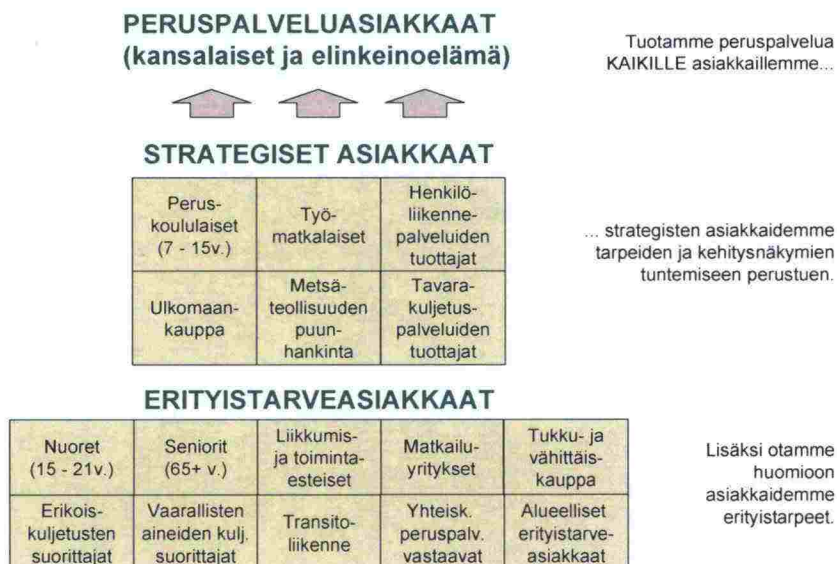 PERUSPALVELUASIAKKAAT
(kansalaiset ja elinkeinoelämä)
Tuotamme peruspalvelua
KAIKILLE asiakkaillemme...
STRATEGISET ASIAKKAAT
Perus-
koululaiset
(7 - 15v.)
Työ-
matkalaiset
Henkilö-
liikenne-
palveluiden
tuottajat
Ulkomaan-
kauppa
Metsä-
teollisuuden
puun-
hankinta
Tavara-
kuljetus-
palveluiden
tuottajat
... strategisten asiakkaidemme
tarpeiden ja kehitysnäkymien
tuntemiseen perustuen.
ERITYISTARVEASIAKKAAT
Nuoret
(15 - 21v.)
Seniorit
(65+ v.)
Liikkumis-
ja toiminta-
esteiset
Matkailu-
yritykset
Tukku- ja
vähittäis-
kauppa
Erikois-
kuljetusten
suorittajat
Vaarallisten
aineiden kulj.
suorittajat
Transito-
liikenne
Yhteisk.
peruspalv.
vastaavat
Alueelliset
erityistarve-
asiakkaat
Lisäksi otamme
huomioon
asiakkaidemme
erityistarpeet.